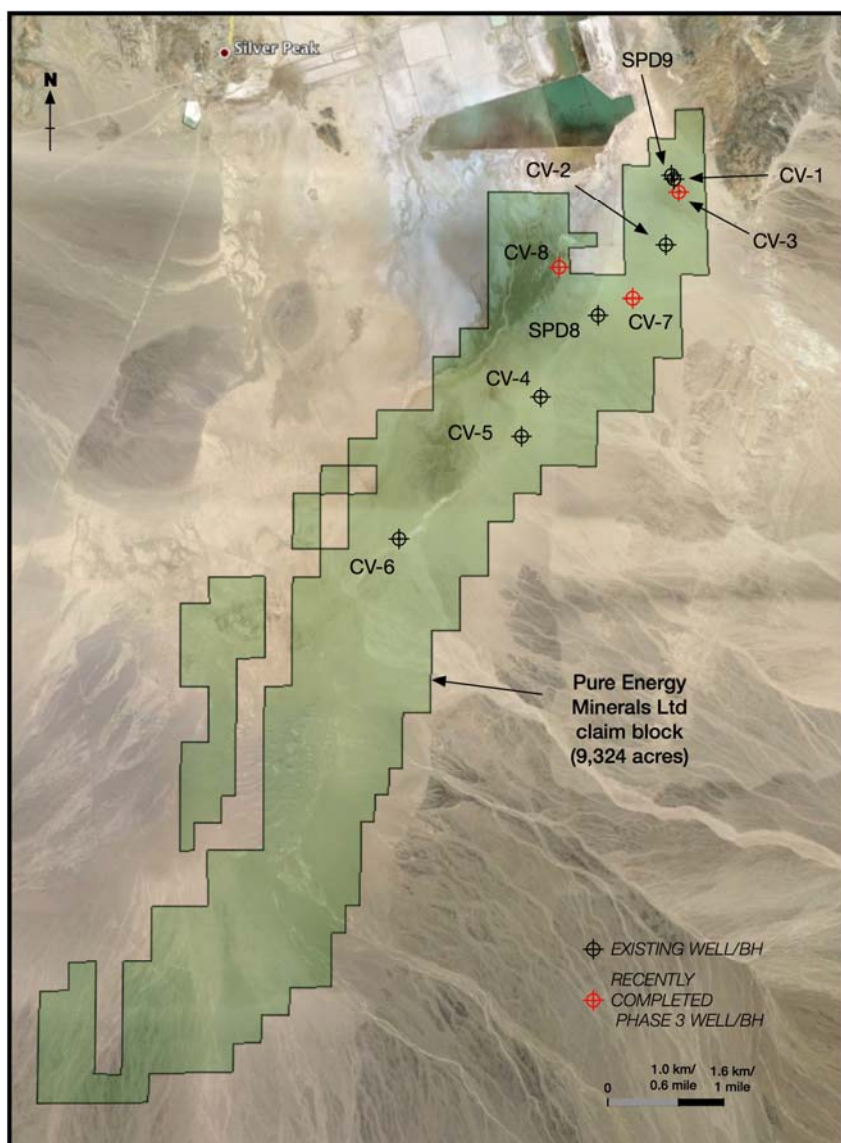 Silver Peak
N
SPD9
CV-2
CV-1
CV-3
CV-8
CV-7
SPD8
CV-4
CV-5
CV-6
Pure Energy
Minerals Ltd
claim block
(9,324 acres)
EXISTING WELL/BH
RECENTLY
COMPLETED
PHASE 3 WELL/BH
1.0 km/ 1.6 km/
0 0.6 mile 1 mile